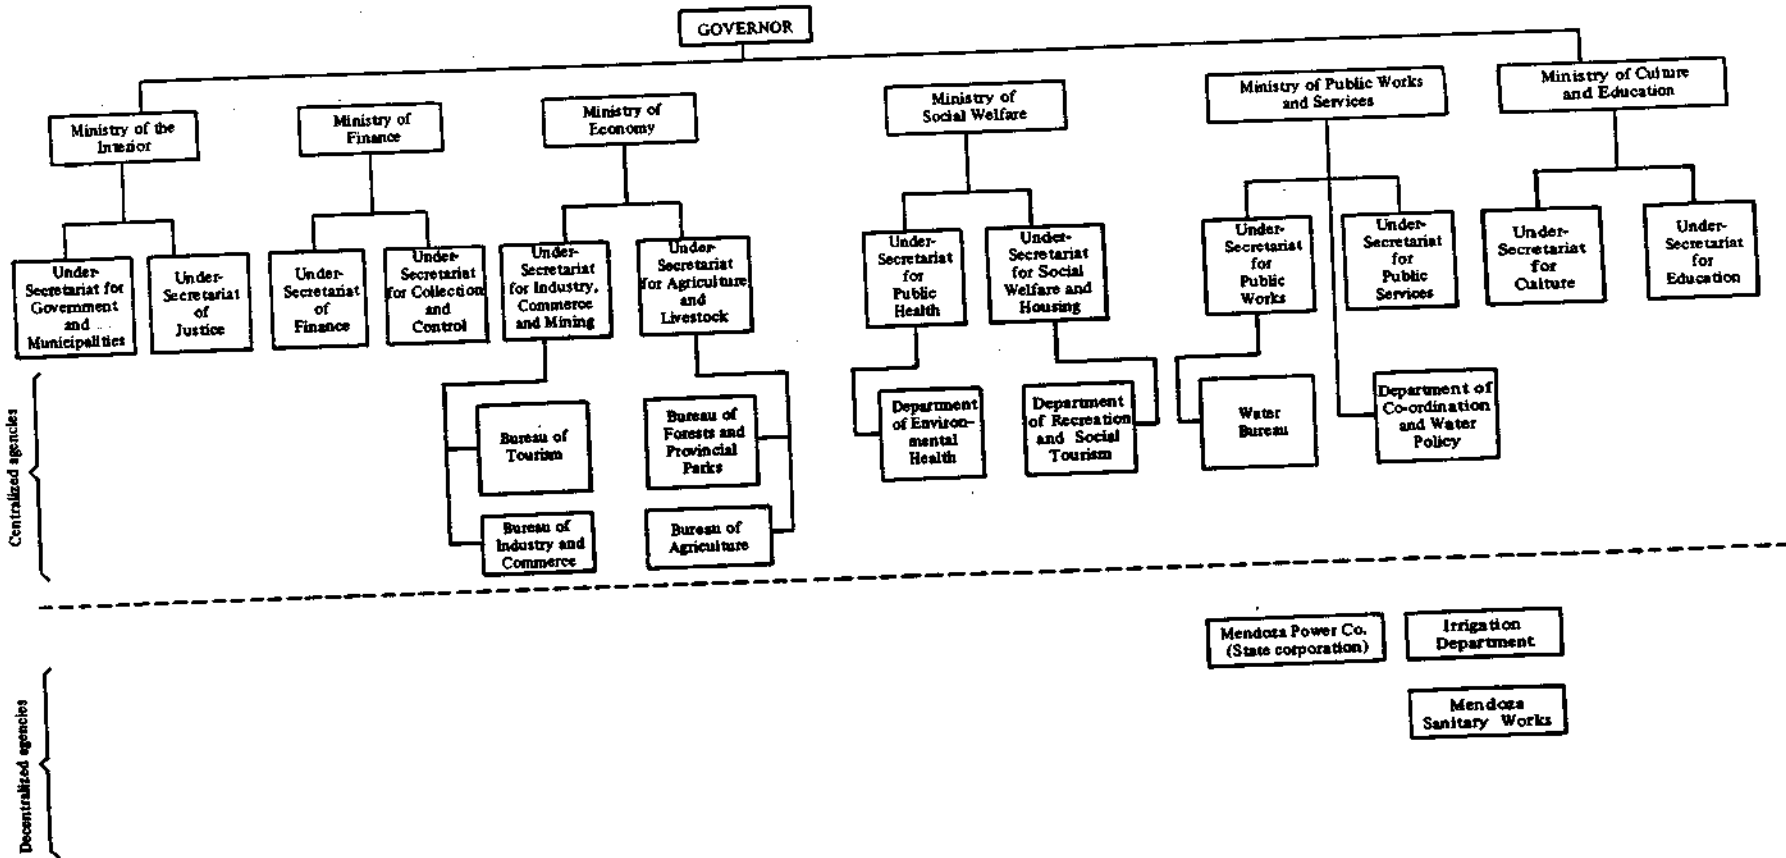 GOVERNOR
Ministry of the
Interior
Ministry of
Finance
Ministry of
Economy
Ministry of
Social Welfare
Ministry of Public Works
and Services
Ministry of Culture
and Education
Under-
Secretariat for
Government
and
Municipalities
Under-
Secretariat
of
Justice
Under-
Secretariat
of
Finance
Under-
Secretariat
for Collection
and
Control
Under-
Secretariat
for Industry,
Commerce
and Mining
Under-
Secretariat
for Agriculture
and
Livestock
Under-
Secretariat
for
Public
Health
Under-
Secretariat
for Social
Welfare and
Housing
Under-
Secretariat
for
Public
Works
Under-
Secretariat
for
Public
Services
Under-
Secretariat
for
Culture
Under-
Secretariat
for
Education
Centralized agencies
Bureau of
Tourism
Bureau of
Forests and
Provincial
Parks
Department
of Environ-
mental
Health
Department
of Recreation
and Social
Tourism
Water
Bureau
Department of
Co-ordination
and Water
Policy
Bureau of
Industry and
Commerce
Bureau of
Agriculture
Decentralized agencies
Mendoza Power Co.
(State corporation)
Irrigation
Department
Mendoza
Sanitary Works